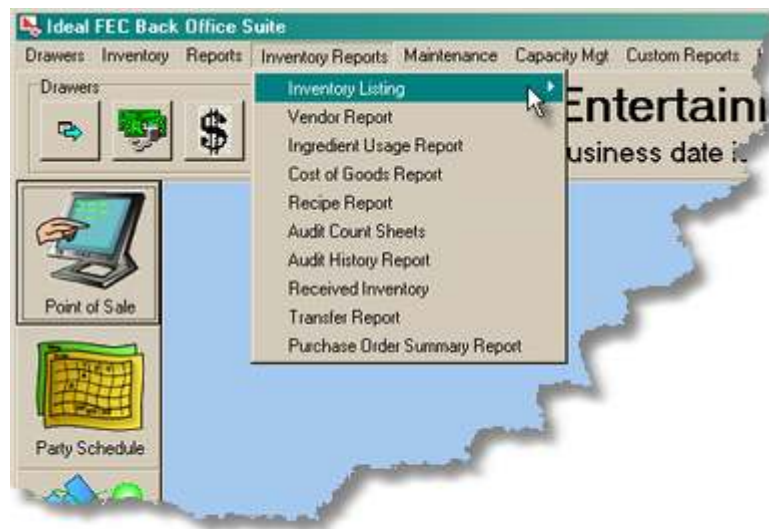 Ideal FEC Back Office Suite
Drawers Inventory Reports Inventory Reports Maintenance Capacity Mgt Custom Reports
Drawers
Inventory Listing
Vendor Report
Ingredient Usage Report
Cost of Goods Report
Recipe Report
Audit Count Sheets
Audit History Report
Received Inventory
Transfer Report
Purchase Order Summary Report
Entertain
usiness date i
$
Point of Sale
Party Schedule